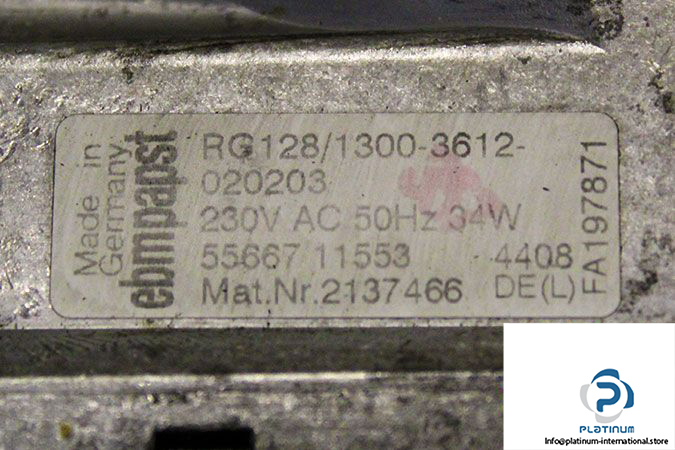 Made in
Germany
ebmpapst
RG128/1300-3612-
020203
230V AC 50Hz 34W
55667 11553 4408
Mat.Nr.2137466 DE(L)
FA197871
PLATINUM
Info@platinum-international.store